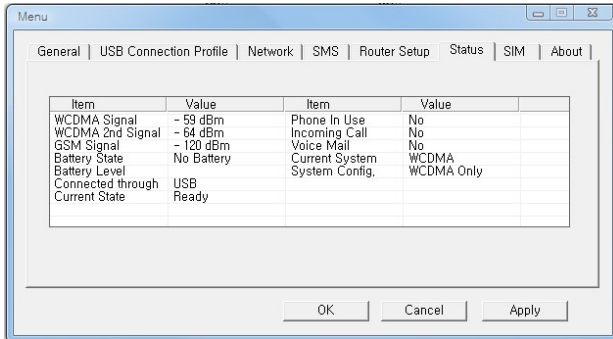 Menu
General | USB Connection Profile | Network | SMS | Router Setup | Status | SIM | About
Item Value Item Value
WCDMA Signal - 59 dBm Phone In Use No
WCDMA 2nd Signal - 64 dBm Incoming Call No
GSM Signal - 120 dBm Voice Mail No
Battery State No Battery Current System WCDMA
Battery Level System Config, WCDMA Only
Connected through USB
Current State Ready
OK Cancel Apply